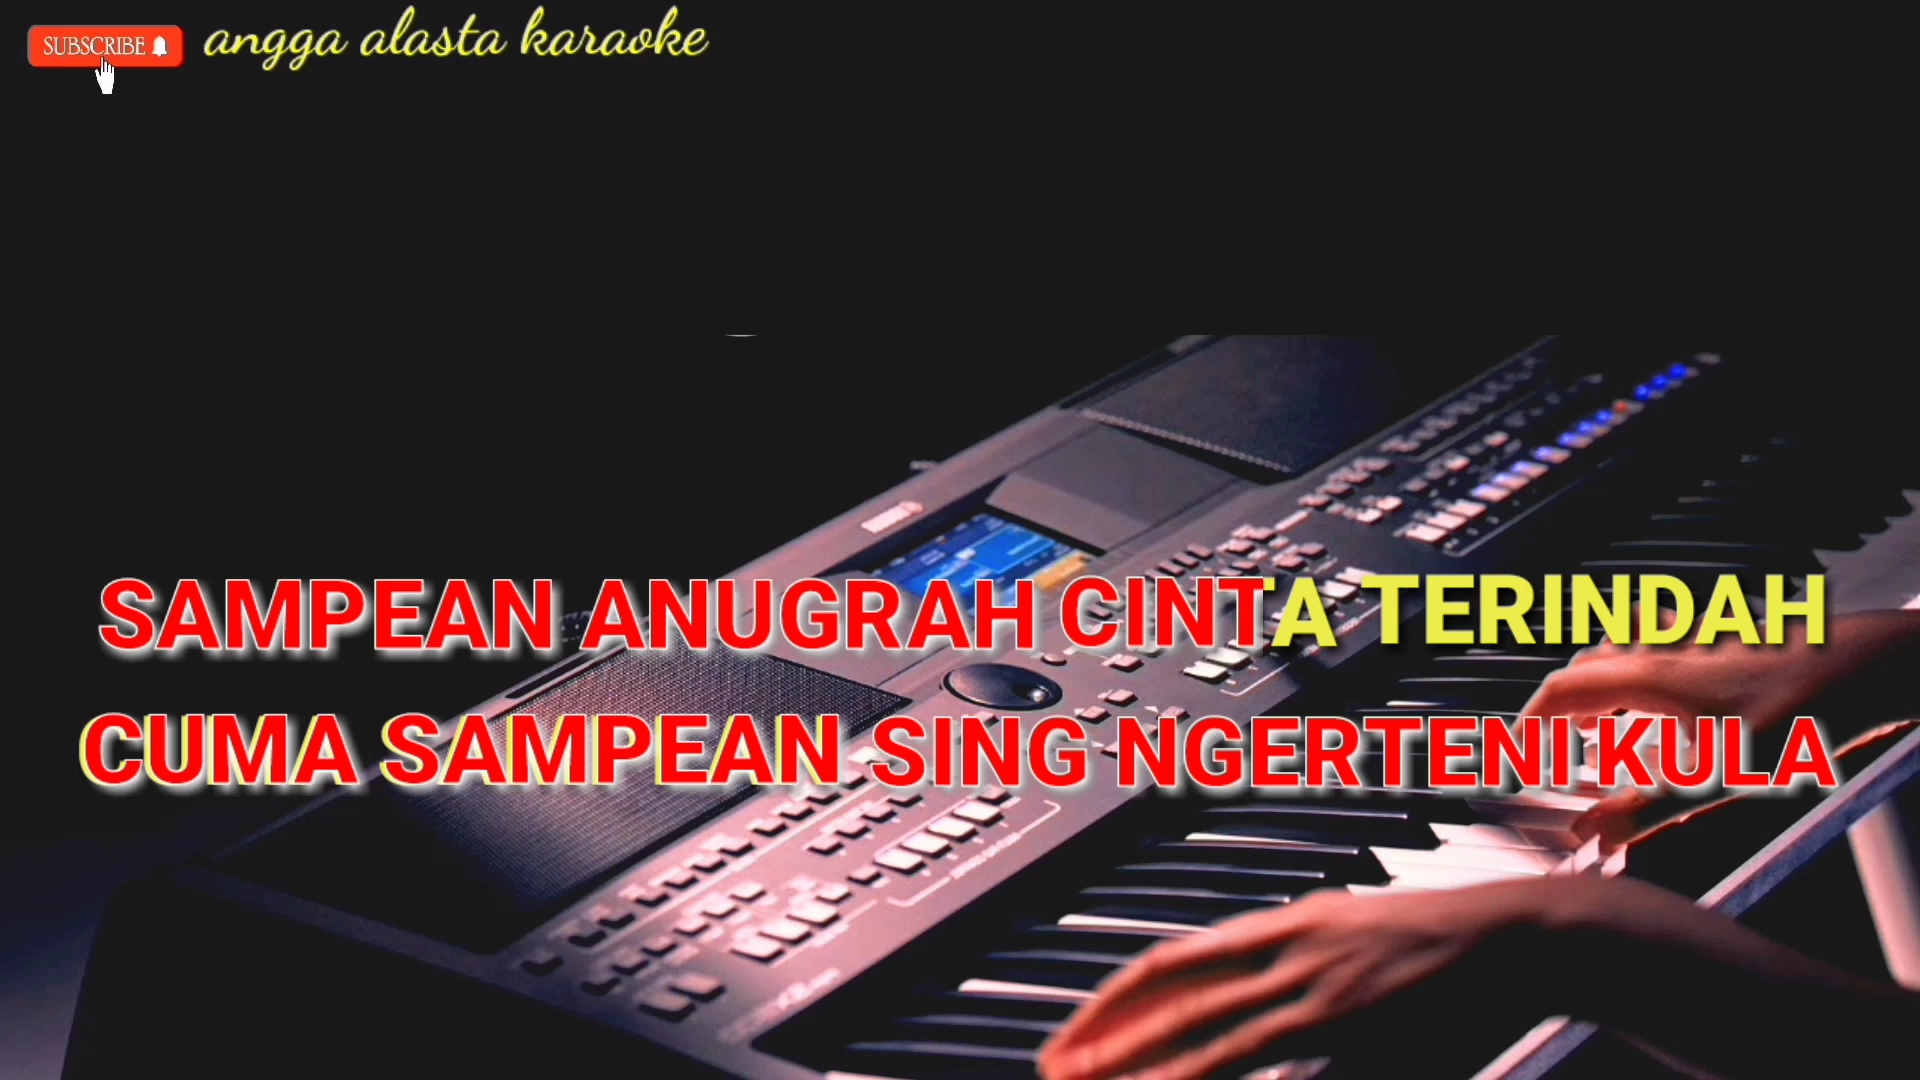 SUBSCRIBE
angga alasta karaoke
SAMPEAN ANUGRAH CINTA TERINDAH
CUMA SAMPEAN SING NGERTENI KULA